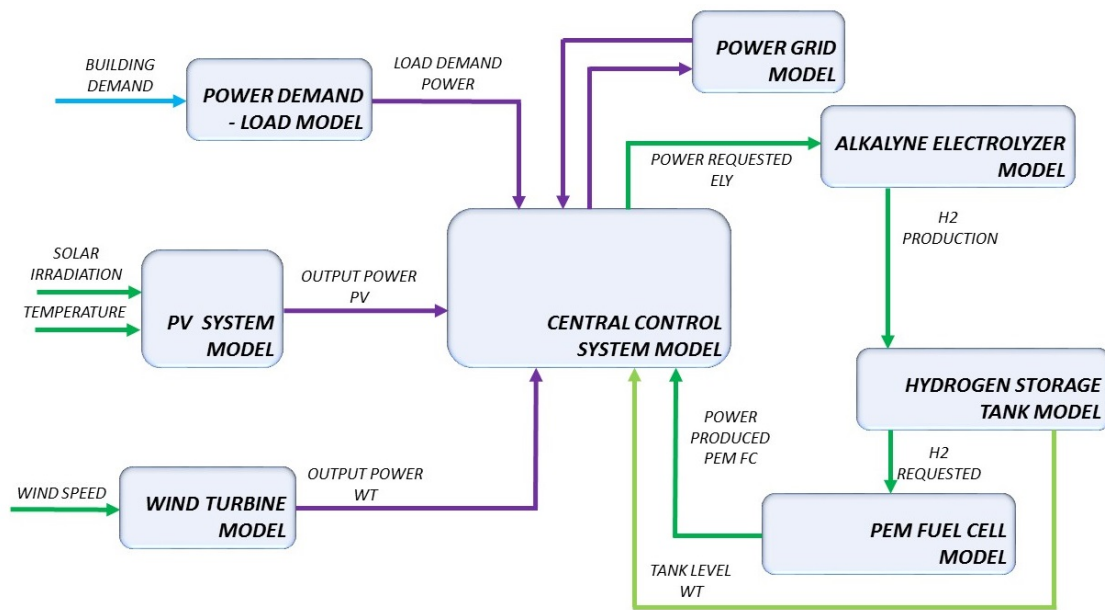 BUILDING
DEMAND
POWER DEMAND
- LOAD MODEL
LOAD DEMAND
POWER
POWER GRID
MODEL
POWER REQUESTED
ELY
ALKALYNE ELECTROLYZER
MODEL
H2
PRODUCTION
SOLAR
IRRADIATION
TEMPERATURE
PV SYSTEM
MODEL
OUTPUT POWER
PV
CENTRAL CONTROL
SYSTEM MODEL
HYDROGEN STORAGE
TANK MODEL
POWER
PRODUCED
PEM FC
H2
REQUESTED
WIND SPEED
WIND TURBINE
MODEL
OUTPUT POWER
WT
PEM FUEL CELL
MODEL
TANK LEVEL
WT